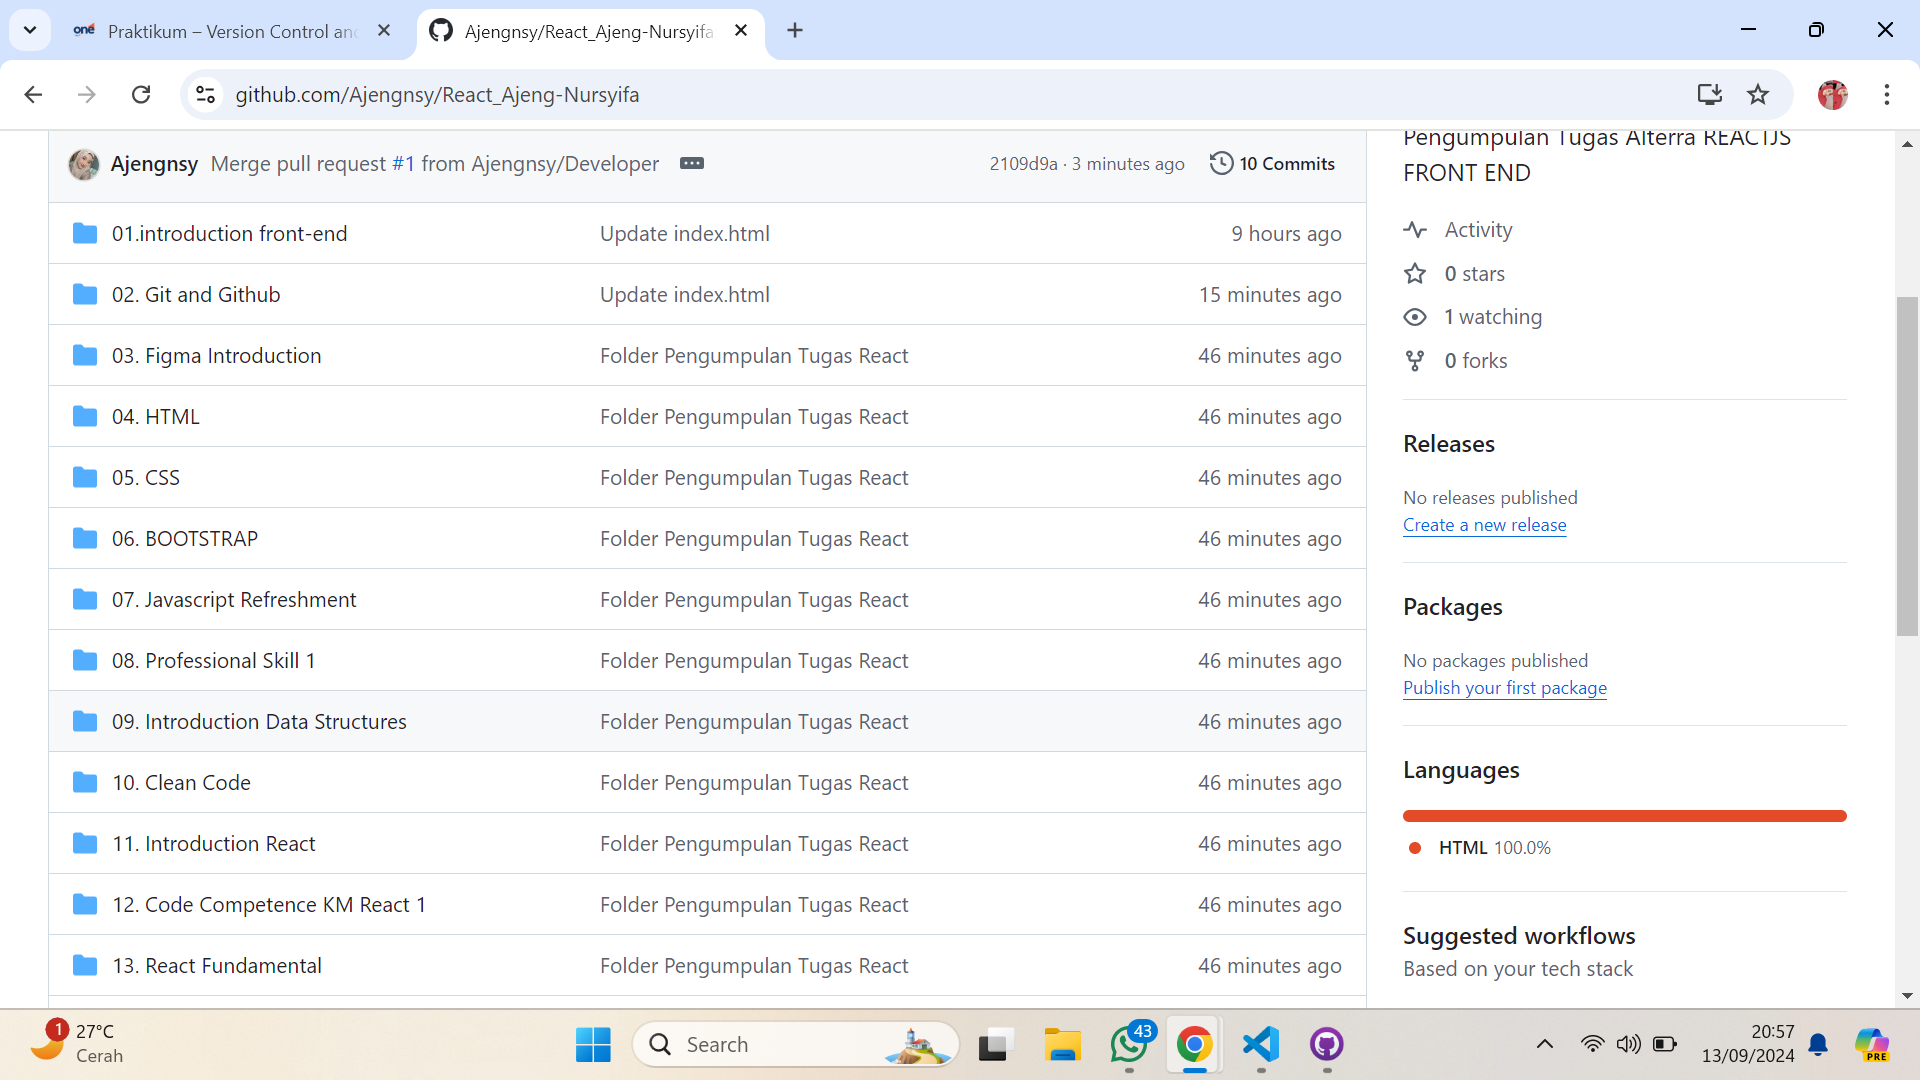 one
Praktikum – Version Control and
Ajengnsy/React_Ajeng-Nursyifa
github.com/Ajengnsy/React_Ajeng-Nursyifa
Ajengnsy Merge pull request #1 from Ajengnsy/Developer
2109d9a · 3 minutes ago
10 Commits
01.introduction front-end Update index.html 9 hours ago
02. Git and Github Update index.html 15 minutes ago
03. Figma Introduction Folder Pengumpulan Tugas React 46 minutes ago
04. HTML Folder Pengumpulan Tugas React 46 minutes ago
05. CSS Folder Pengumpulan Tugas React 46 minutes ago
06. BOOTSTRAP Folder Pengumpulan Tugas React 46 minutes ago
07. Javascript Refreshment Folder Pengumpulan Tugas React 46 minutes ago
08. Professional Skill 1 Folder Pengumpulan Tugas React 46 minutes ago
09. Introduction Data Structures Folder Pengumpulan Tugas React 46 minutes ago
10. Clean Code Folder Pengumpulan Tugas React 46 minutes ago
11. Introduction React Folder Pengumpulan Tugas React 46 minutes ago
12. Code Competence KM React 1 Folder Pengumpulan Tugas React 46 minutes ago
13. React Fundamental Folder Pengumpulan Tugas React 46 minutes ago
Pengumpulan Tugas Alterra REACTJS
FRONT END
Activity
0 stars
1 watching
0 forks
Releases
No releases published
Create a new release
Packages
No packages published
Publish your first package
Languages
HTML 100.0%
Suggested workflows
Based on your tech stack
1
27°C
Cerah
Search
43
20:57
13/09/2024
PRE